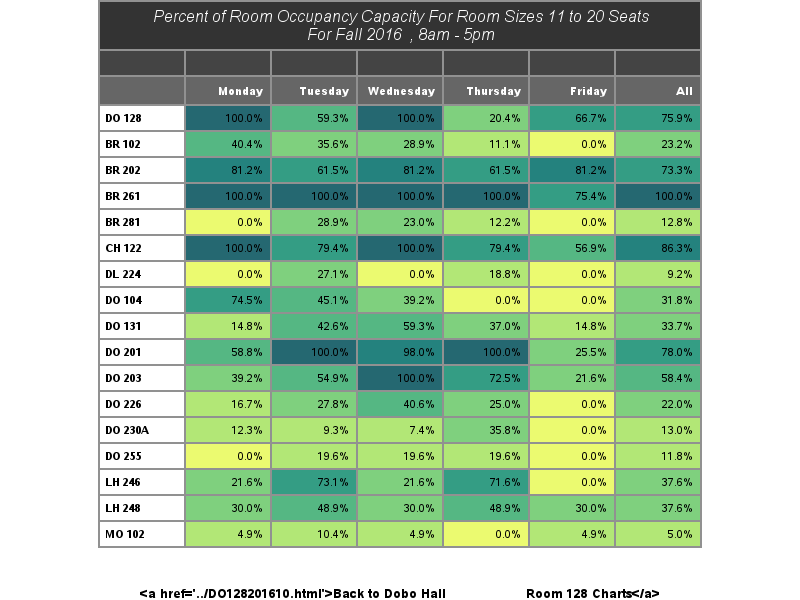 Percent of Room Occupancy Capacity For Room Sizes 11 to 20 Seats
For Fall 2016 , 8am - 5pm
Monday Tuesday Wednesday Thursday Friday All
DO 128 100.0% 59.3% 100.0% 20.4% 66.7% 75.9%
BR 102 40.4% 35.6% 28.9% 11.1% 0.0% 23.2%
BR 202 81.2% 61.5% 81.2% 61.5% 81.2% 73.3%
BR 261 100.0% 100.0% 100.0% 100.0% 75.4% 100.0%
BR 281 0.0% 28.9% 23.0% 12.2% 0.0% 12.8%
CH 122 100.0% 79.4% 100.0% 79.4% 56.9% 86.3%
DL 224 0.0% 27.1% 0.0% 18.8% 0.0% 9.2%
DO 104 74.5% 45.1% 39.2% 0.0% 0.0% 31.8%
DO 131 14.8% 42.6% 59.3% 37.0% 14.8% 33.7%
DO 201 58.8% 100.0% 98.0% 100.0% 25.5% 78.0%
DO 203 39.2% 54.9% 100.0% 72.5% 21.6% 58.4%
DO 226 16.7% 27.8% 40.6% 25.0% 0.0% 22.0%
DO 230A 12.3% 9.3% 7.4% 35.8% 0.0% 13.0%
DO 255 0.0% 19.6% 19.6% 19.6% 0.0% 11.8%
LH 246 21.6% 73.1% 21.6% 71.6% 0.0% 37.6%
LH 248 30.0% 48.9% 30.0% 48.9% 30.0% 37.6%
MO 102 4.9% 10.4% 4.9% 0.0% 4.9% 5.0%
<a href='../DO128201610.html'>Back to Dobo Hall Room 128 Charts</a>